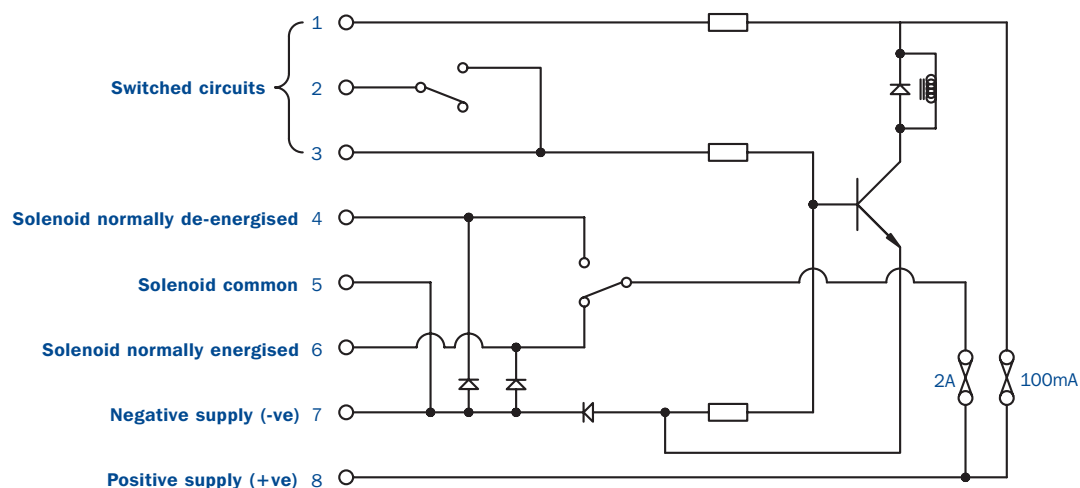 1
Switched circuits 2
3
Solenoid normally de-energised 4
Solenoid common 5
Solenoid normally energised 6
2A 100mA
Negative supply (-ve) 7
Positive supply (+ve) 8